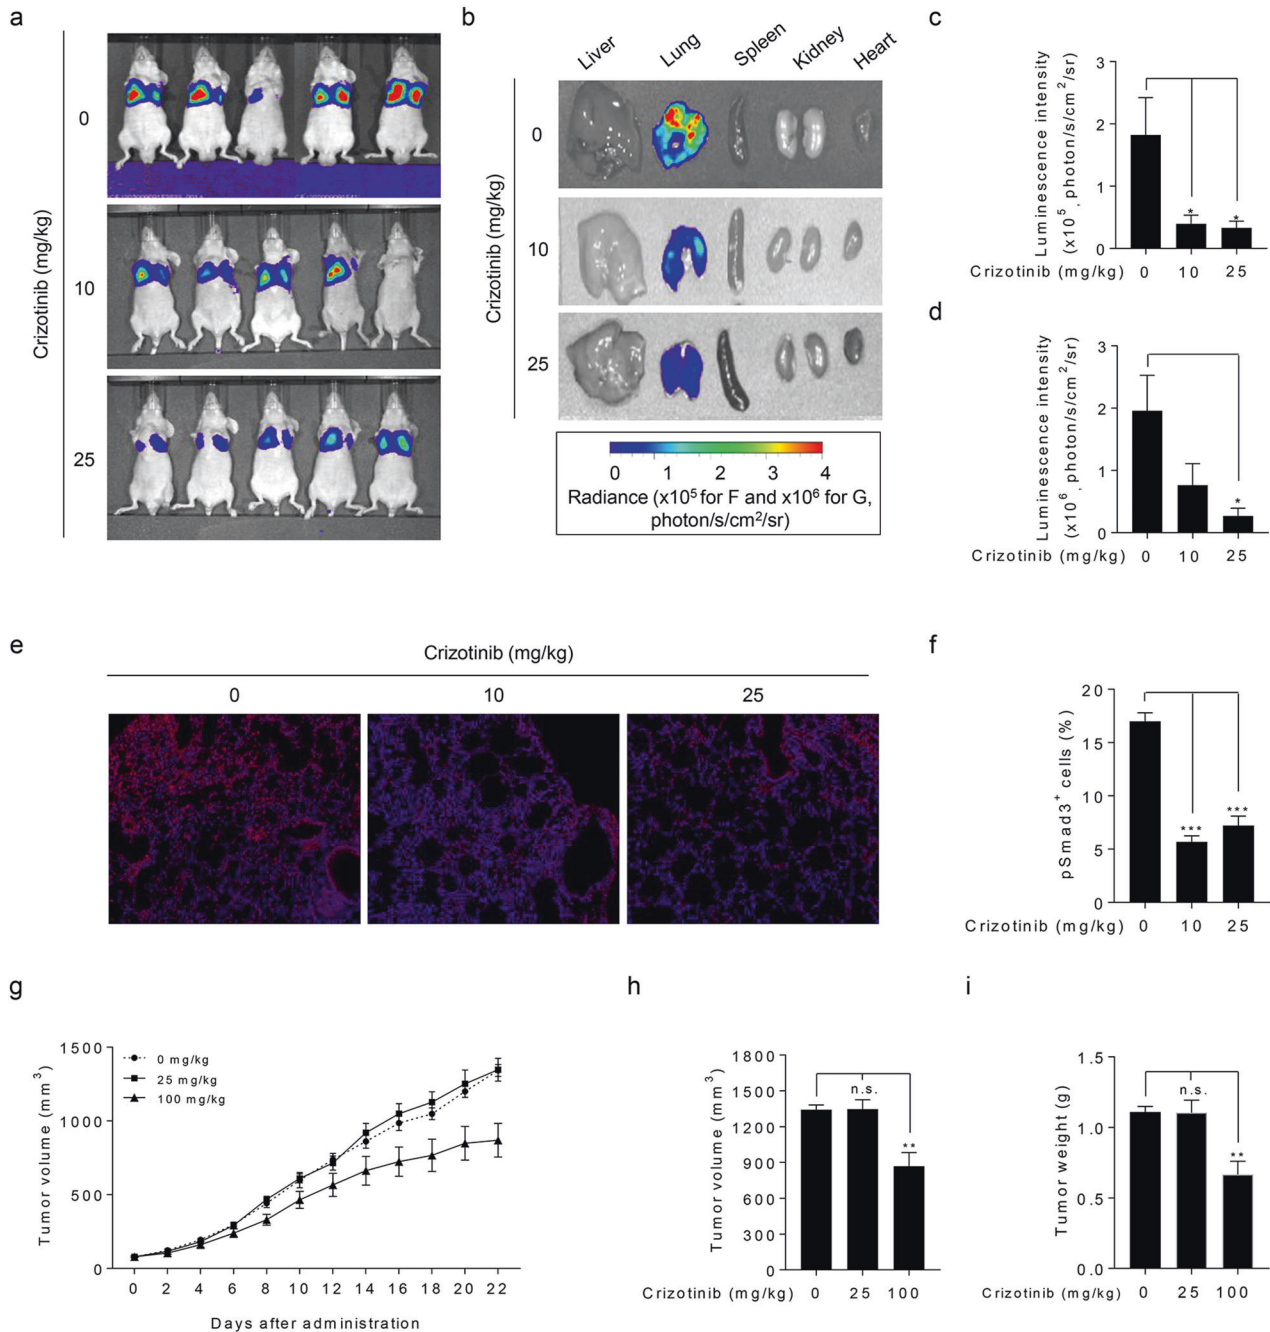 a
Crizotinib (mg/kg)
0
10
25
b
Liver Lung Spleen Kidney Heart
Crizotinib (mg/kg)
0
10
25
0 1 2 3 4
Radiance (x10⁵ for F and x10⁶ for G,
photon/s/cm²/sr)
c
Luminescence intensity
(x10⁵, photon/s/cm²/sr)
3
2
1
0
* *
Crizotinib (mg/kg) 0 10 25
d
Luminescence intensity
(x10⁶, photon/s/cm²/sr)
3
2
1
0
*
Crizotinib (mg/kg) 0 10 25
e
Crizotinib (mg/kg)
0 10 25
f
pSmad3⁺ cells (%)
20
15
10
5
0
*** ***
Crizotinib (mg/kg) 0 10 25
g
Tumor volume (mm³)
1500
1000
500
0
0 mg/kg
25 mg/kg
100 mg/kg
0 2 4 6 8 10 12 14 16 18 20 22
Days after administration
h
Tumor volume (mm³)
1800
1500
1200
900
600
300
0
n.s.
**
Crizotinib (mg/kg) 0 25 100
i
Tumor weight (g)
1.5
1.0
0.5
0.0
n.s.
**
Crizotinib (mg/kg) 0 25 100